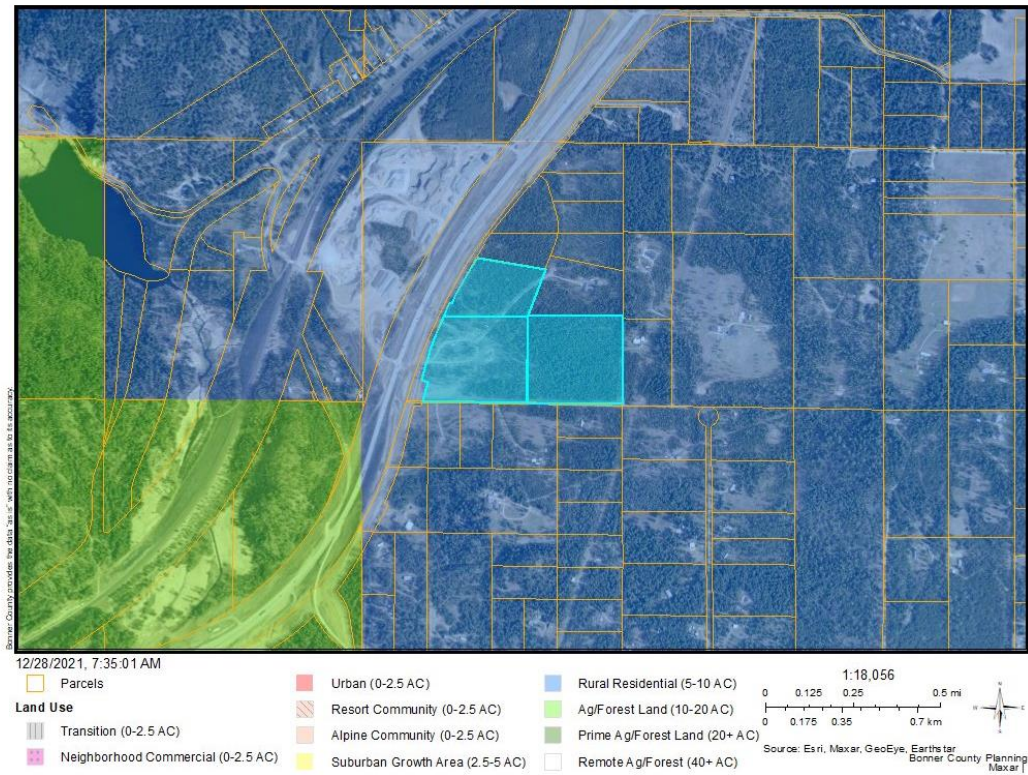 Bonner County provides the data "as is" with no claim as to its accuracy.
12/28/2021, 7:35:01 AM
Parcels
Land Use
Transition (0-2.5 AC)
Neighborhood Commercial (0-2.5 AC)
Urban (0-2.5 AC)
Resort Community (0-2.5 AC)
Alpine Community (0-2.5 AC)
Suburban Growth Area (2.5-5 AC)
Rural Residential (5-10 AC)
Ag/Forest Land (10-20 AC)
Prime Ag/Forest Land (20+ AC)
Remote Ag/Forest (40+ AC)
1:18,056
0 0.125 0.25 0.5 mi
0 0.175 0.35 0.7 km
N
W E
S
Source: Esri, Maxar, GeoEye, Earthstar
Bonner County Planning
Maxar |